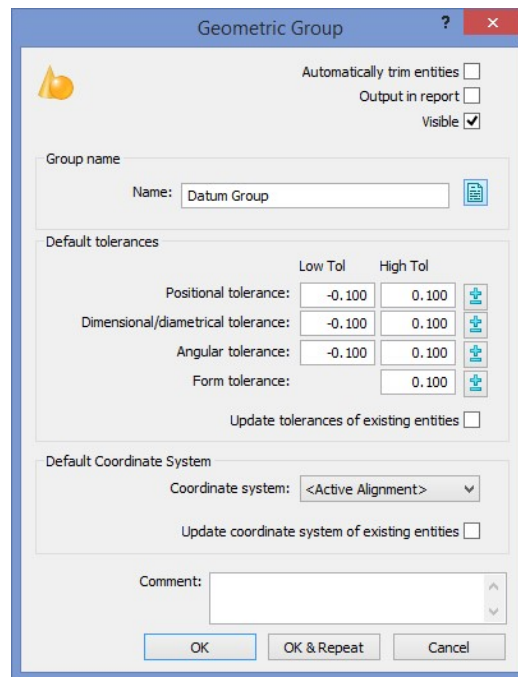 Geometric Group
?
×
Automatically trim entities
Output in report
Visible
Group name
Name: Datum Group
Default tolerances
Low Tol High Tol
Positional tolerance: -0.100 0.100
Dimensional/diametrical tolerance: -0.100 0.100
Angular tolerance: -0.100 0.100
Form tolerance: 0.100
Update tolerances of existing entities
Default Coordinate System
Coordinate system: <Active Alignment>
Update coordinate system of existing entities
Comment:
OK OK & Repeat Cancel